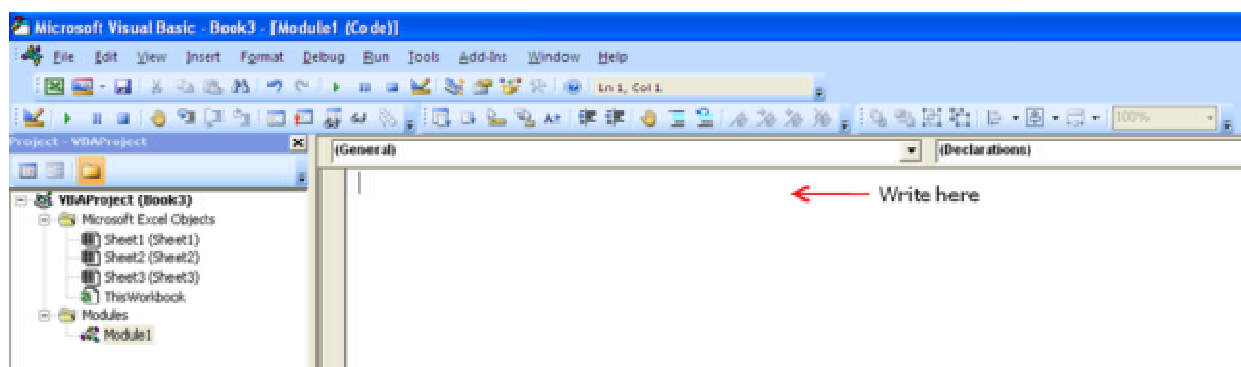 Microsoft Visual Basic - Book3 - [Module1 (Code)]
File Edit View Insert Format Debug Run Tools Add-Ins Window Help
Ln 1, Col 1
100%
Project - VBAProject
(General) (Declarations)
Write here
VBAProject (Book3)
Microsoft Excel Objects
Sheet1 (Sheet1)
Sheet2 (Sheet2)
Sheet3 (Sheet3)
ThisWorkbook
Modules
Module1